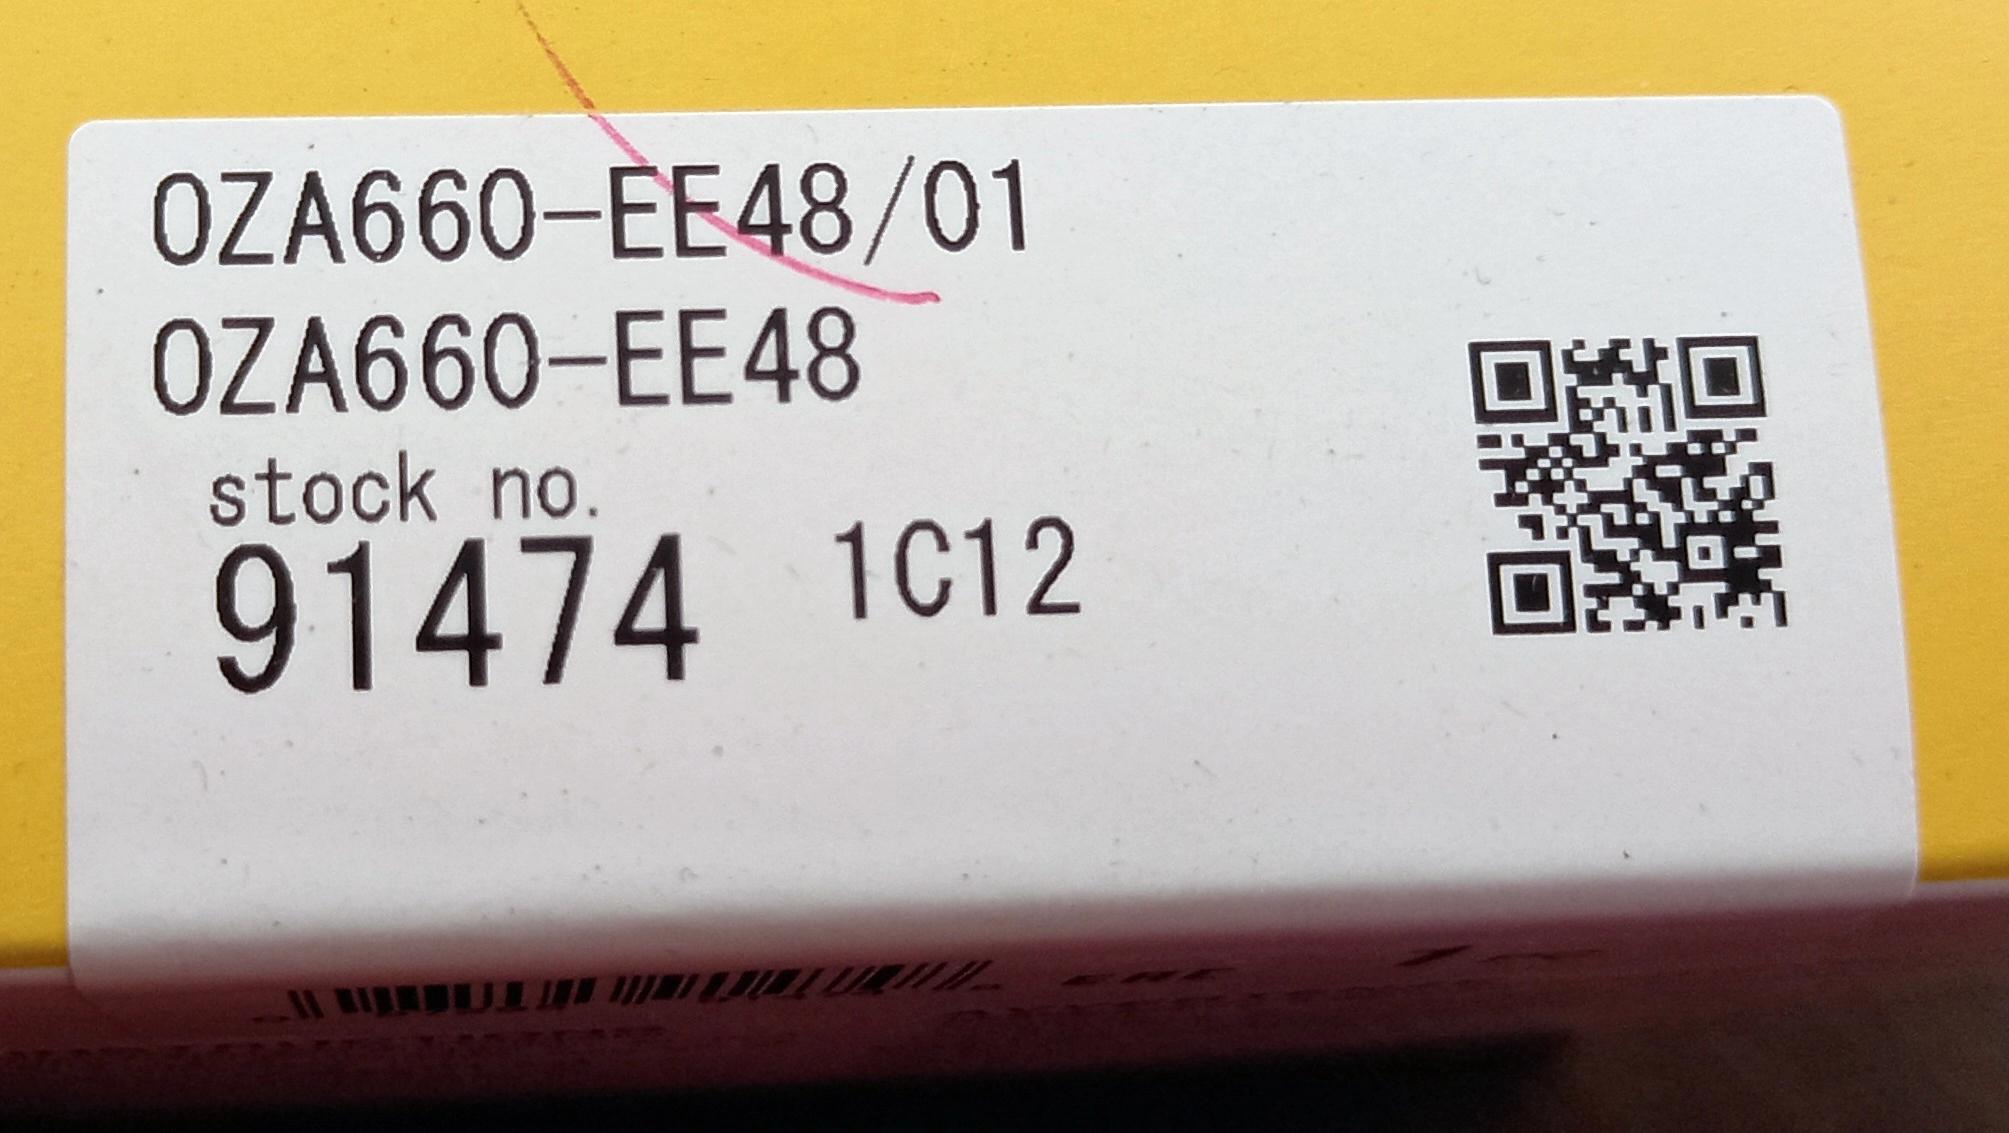 OZA660-EE48/01
OZA660-EE48
stock no.
91474 1C12